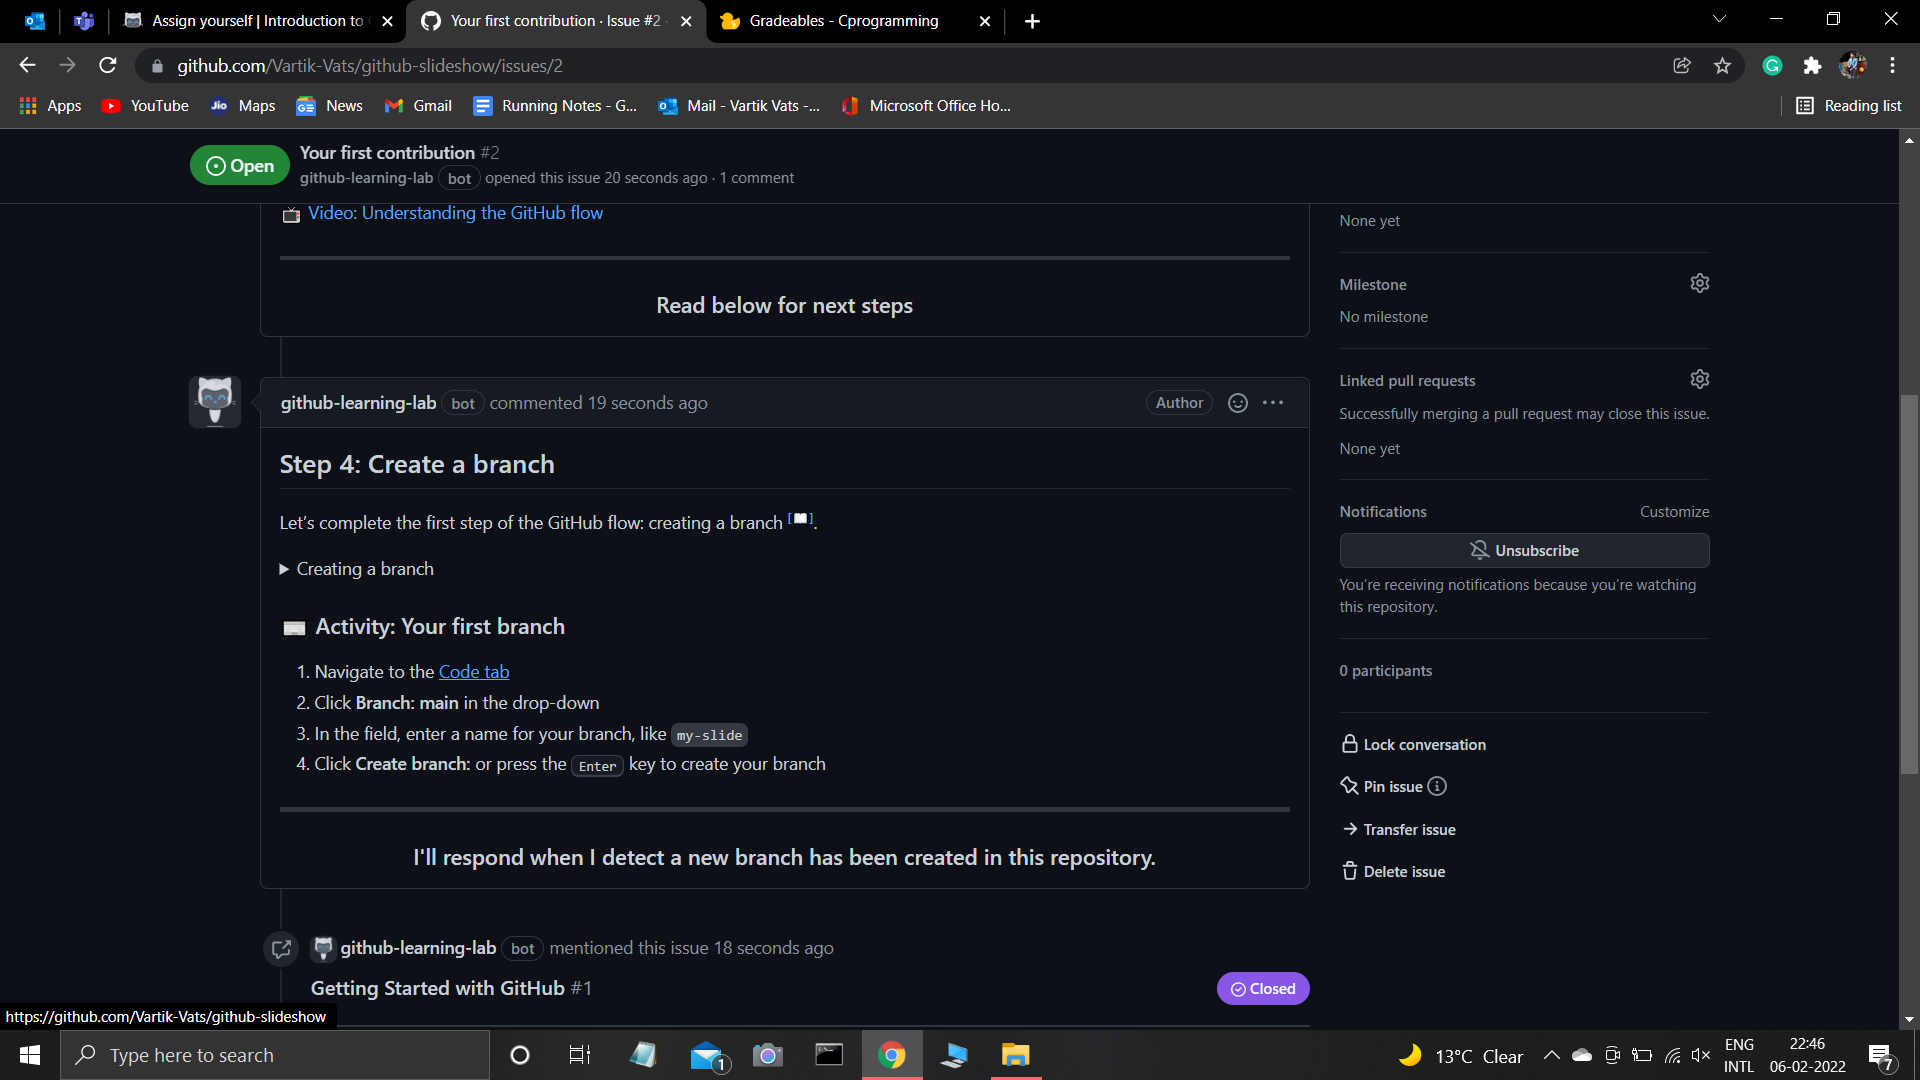 Assign yourself | Introduction to
Your first contribution · Issue #2
Gradeables - Cprogramming
github.com/Vartik-Vats/github-slideshow/issues/2
Apps
YouTube
Jio
Maps
News
Gmail
Running Notes - G...
Mail - Vartik Vats -...
Microsoft Office Ho...
Reading list
Open
Your first contribution #2
github-learning-lab bot opened this issue 20 seconds ago · 1 comment
Video: Understanding the GitHub flow
Read below for next steps
github-learning-lab bot commented 19 seconds ago
Author
Step 4: Create a branch
Let's complete the first step of the GitHub flow: creating a branch [📖].
Creating a branch
Activity: Your first branch
1. Navigate to the Code tab
2. Click Branch: main in the drop-down
3. In the field, enter a name for your branch, like my-slide
4. Click Create branch: or press the Enter key to create your branch
I'll respond when I detect a new branch has been created in this repository.
github-learning-lab bot mentioned this issue 18 seconds ago
Getting Started with GitHub #1
Closed
None yet
Milestone
No milestone
Linked pull requests
Successfully merging a pull request may close this issue.
None yet
Notifications
Customize
Unsubscribe
You're receiving notifications because you're watching
this repository.
0 participants
Lock conversation
Pin issue
Transfer issue
Delete issue
https://github.com/Vartik-Vats/github-slideshow
Type here to search
1
13°C Clear
ENG
INTL
22:46
06-02-2022
7